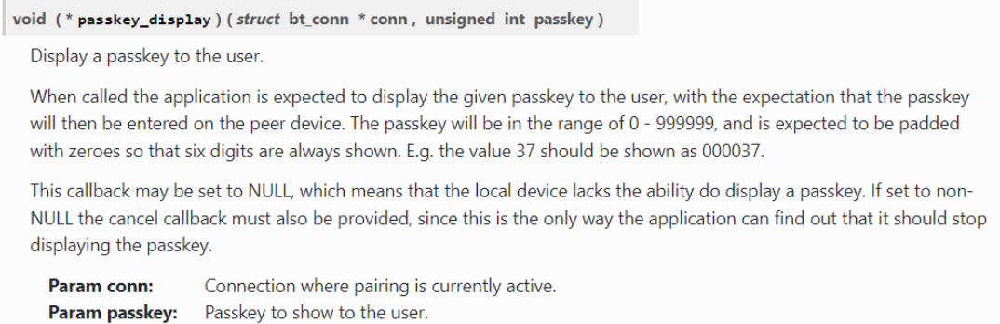 void (* passkey_display ) ( struct bt_conn * conn , unsigned int passkey )
Display a passkey to the user.
When called the application is expected to display the given passkey to the user, with the expectation that the passkey
will then be entered on the peer device. The passkey will be in the range of 0 - 999999, and is expected to be padded
with zeroes so that six digits are always shown. E.g. the value 37 should be shown as 000037.
This callback may be set to NULL, which means that the local device lacks the ability do display a passkey. If set to non-
NULL the cancel callback must also be provided, since this is the only way the application can find out that it should stop
displaying the passkey.
Param conn: Connection where pairing is currently active.
Param passkey: Passkey to show to the user.